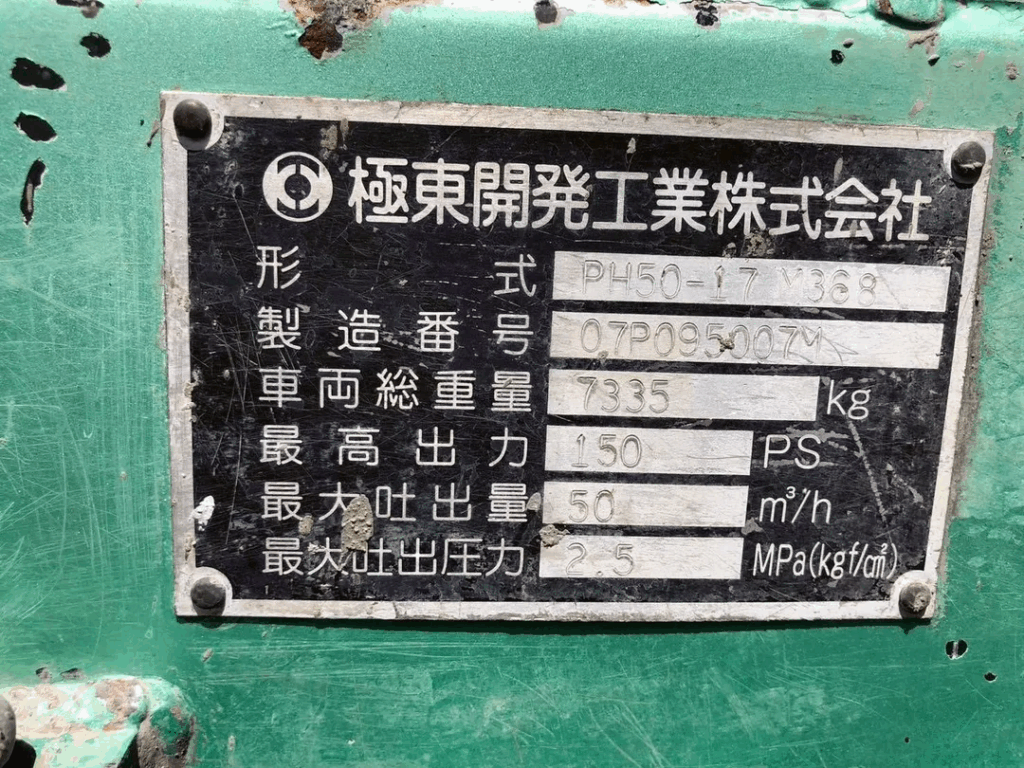 極東開発工業株式会社
形式 PH50-17 Y368
製造番号 07P095007M
車両総重量 7335 kg
最高出力 150 PS
最大吐出量 50 m³/h
最大吐出圧力 2.5 MPa(kgf/cm²)